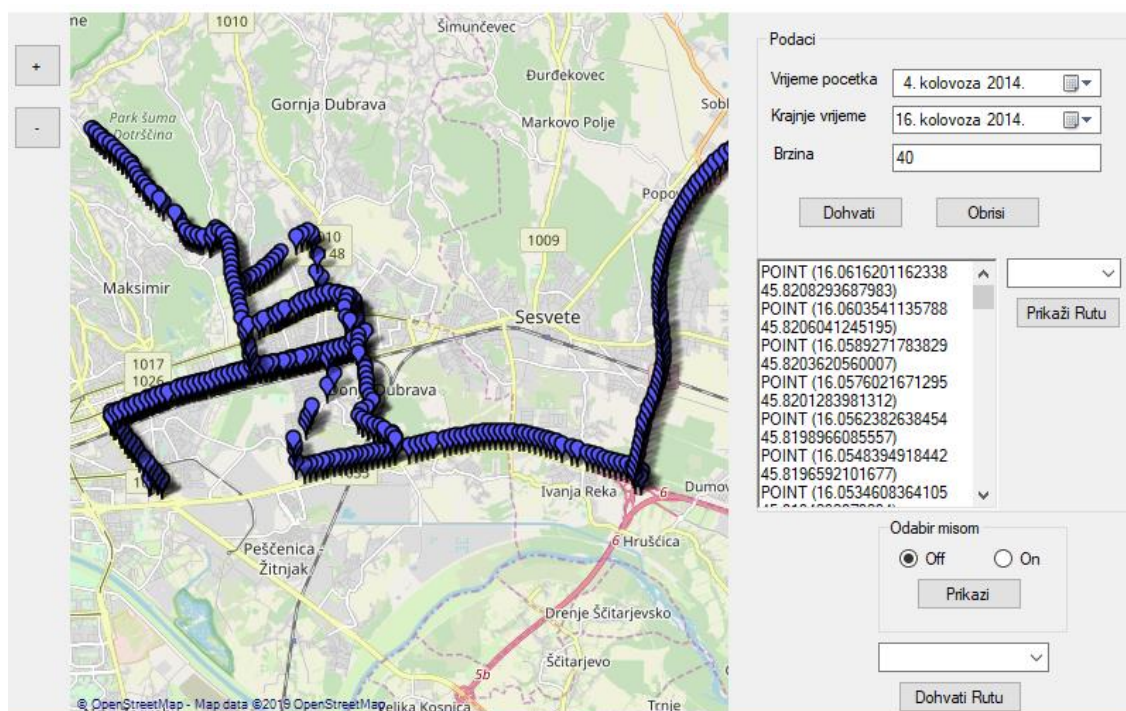 +
-
ne
1010
Šimunčevec
Đurđekovec
Gornja Dubrava
Park šuma
Dotrščina
Markovo Polje
Sobl
Popov
1009
Maksimir
Sesvete
1017
1026
Donja Dubrava
Ivanja Reka
6
Dumov
6 Hrušćica
Peščenica -
Žitnjak
Drenje Ščitarjevsko
Ščitarjevo
5b
Velika Kosnica
Trnje
© OpenStreetMap - Map data ©2019 OpenStreetMap
Podaci
Vrijeme pocetka
4. kolovoza 2014.
Krajnje vrijeme
16. kolovoza 2014.
Brzina
40
Dohvati
Obrisi
POINT (16.0616201162338
45.8208293687983)
POINT (16.0603541135788
45.8206041245195)
POINT (16.0589271783829
45.8203620560007)
POINT (16.0576021671295
45.8201283981312)
POINT (16.0562382638454
45.8198966085557)
POINT (16.0548394918442
45.8196592101677)
POINT (16.0534608364105
Prikaži Rutu
Odabir misom
Off
On
Prikazi
Dohvati Rutu